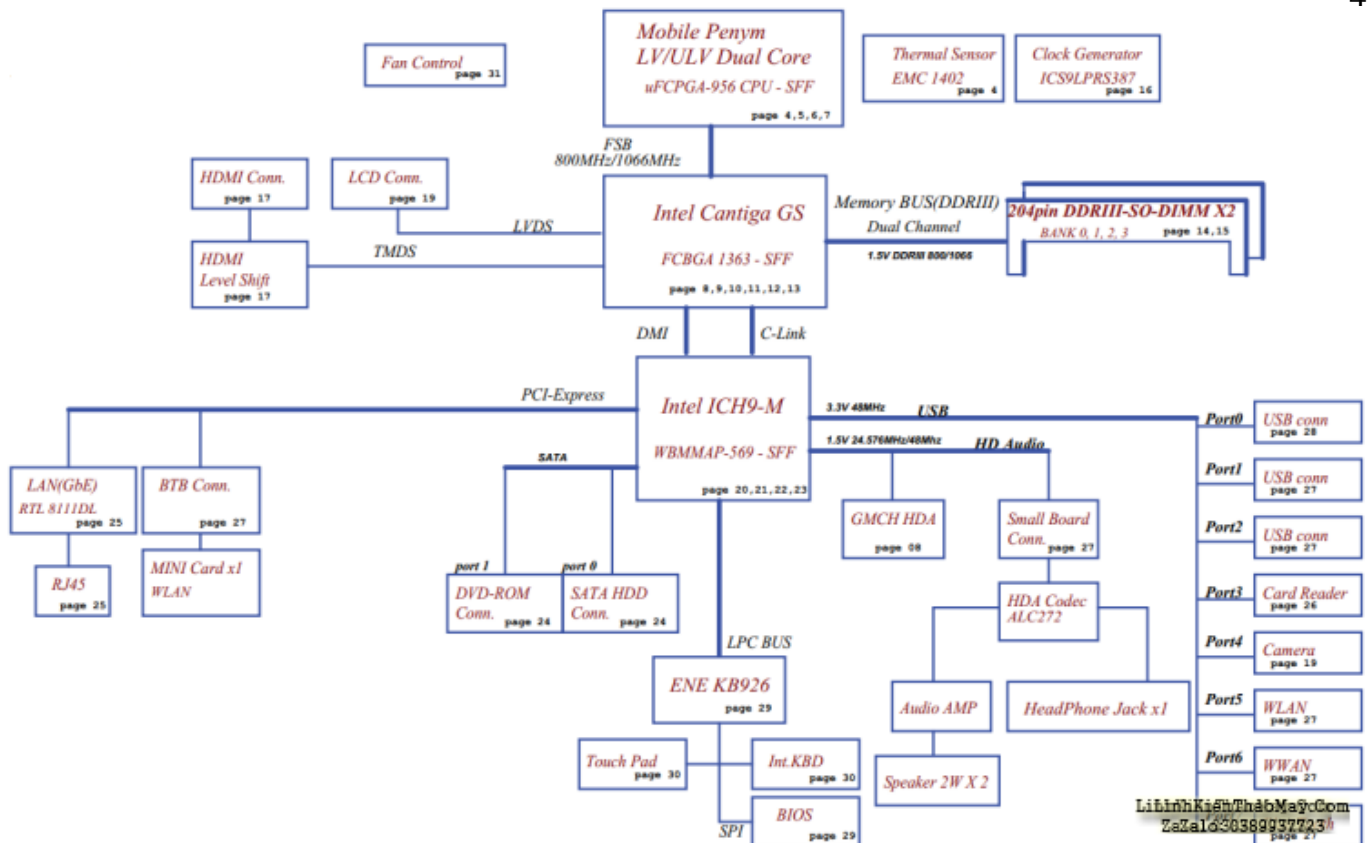 4
Mobile Penym
LV/ULV Dual Core
uFCPGA-956 CPU - SFF
page 4,5,6,7
Fan Control
page 31
Thermal Sensor
EMC 1402
page 4
Clock Generator
ICS9LPRS387
page 16
FSB
800MHz/1066MHz
HDMI Conn.
page 17
LCD Conn.
page 19
LVDS
TMDS
HDMI
Level Shift
page 17
Intel Cantiga GS
FCBGA 1363 - SFF
page 8,9,10,11,12,13
Memory BUS(DDRIII)
Dual Channel
1.5V DDRIII 800/1066
204pin DDRIII-SO-DIMM X2
BANK 0, 1, 2, 3
page 14,15
DMI
C-Link
PCI-Express
Intel ICH9-M
WBMMAP-569 - SFF
page 20,21,22,23
3.3V 48MHz
USB
1.5V 24.576MHz/48Mhz
HD Audio
SATA
LAN(GbE)
RTL 8111DL
page 25
BTB Conn.
page 27
RJ45
page 25
MINI Card x1
WLAN
port 1
DVD-ROM
Conn.
page 24
port 0
SATA HDD
Conn.
page 24
GMCH HDA
page 08
Small Board
Conn.
page 27
HDA Codec
ALC272
Audio AMP
HeadPhone Jack x1
Speaker 2W X 2
LPC BUS
ENE KB926
page 29
Touch Pad
page 30
Int.KBD
page 30
SPI
BIOS
page 29
Port0
USB conn
page 28
Port1
USB conn
page 27
Port2
USB conn
page 27
Port3
Card Reader
page 26
Port4
Camera
page 19
Port5
WLAN
page 27
Port6
WWAN
page 27
LiLinhKienThaoMay.Com
page 27